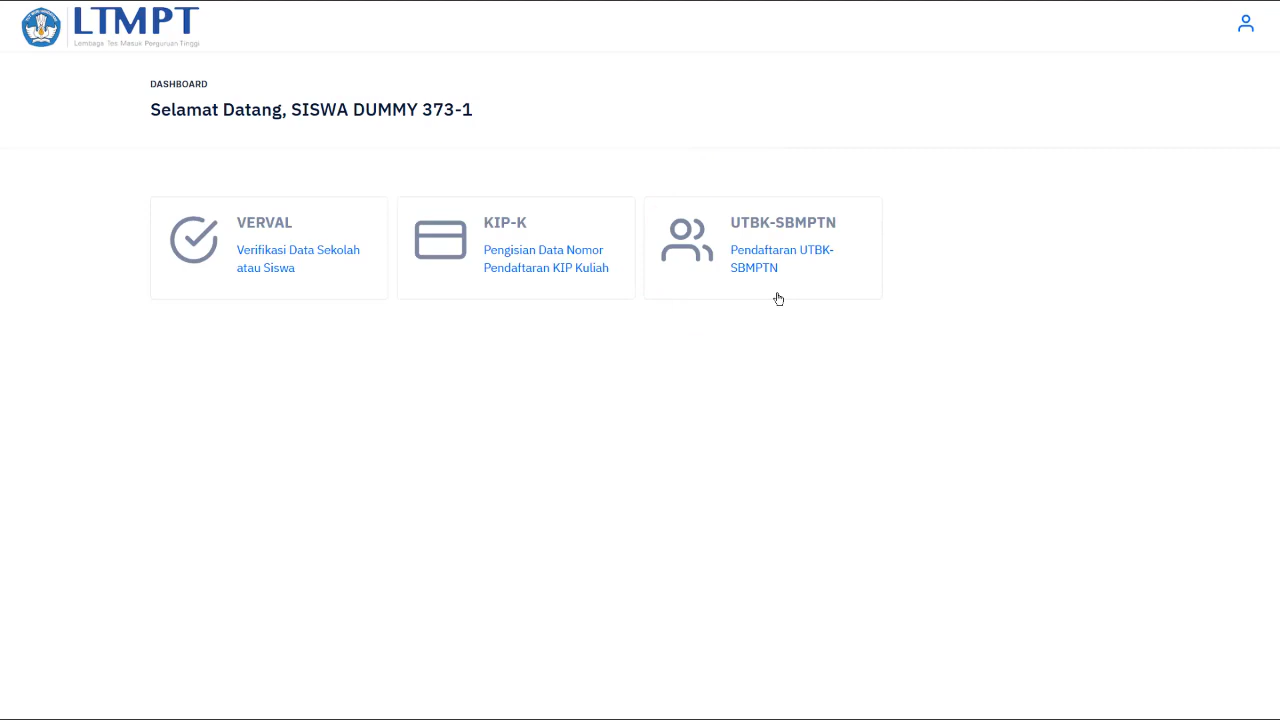 LTMPT
Lembaga Tes Masuk Perguruan Tinggi
DASHBOARD
Selamat Datang, SISWA DUMMY 373-1
VERVAL
Verifikasi Data Sekolah
atau Siswa
KIP-K
Pengisian Data Nomor
Pendaftaran KIP Kuliah
UTBK-SBMPTN
Pendaftaran UTBK-
SBMPTN